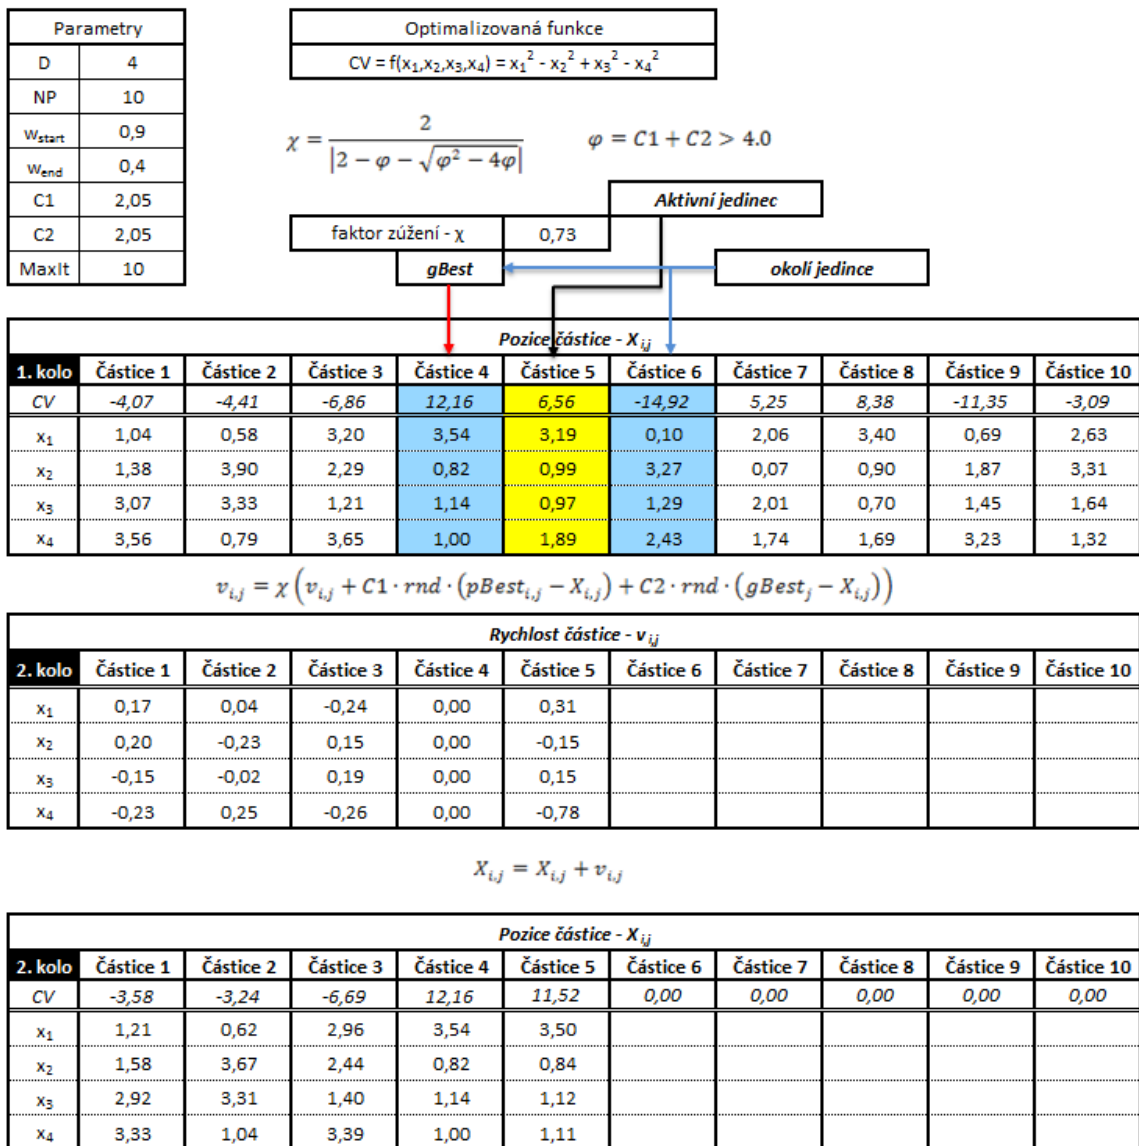 Parametry
D 4
NP 10
w_start 0,9
w_end 0,4
C1 2,05
C2 2,05
MaxIt 10
Optimalizovaná funkce
CV = f(x₁,x₂,x₃,x₄) = x₁² - x₂² + x₃² - x₄²
χ = 2 / |2 − φ − √(φ² − 4φ)| φ = C1 + C2 > 4.0
Aktivní jedinec
faktor zúžení - χ 0,73
gBest okolí jedince
Pozice částice - X i,j
1. kolo Částice 1 Částice 2 Částice 3 Částice 4 Částice 5 Částice 6 Částice 7 Částice 8 Částice 9 Částice 10
CV -4,07 -4,41 -6,86 12,16 6,56 -14,92 5,25 8,38 -11,35 -3,09
x₁ 1,04 0,58 3,20 3,54 3,19 0,10 2,06 3,40 0,69 2,63
x₂ 1,38 3,90 2,29 0,82 0,99 3,27 0,07 0,90 1,87 3,31
x₃ 3,07 3,33 1,21 1,14 0,97 1,29 2,01 0,70 1,45 1,64
x₄ 3,56 0,79 3,65 1,00 1,89 2,43 1,74 1,69 3,23 1,32
v i,j = χ (v i,j + C1 · rnd · (pBest i,j − X i,j) + C2 · rnd · (gBest j − X i,j))
Rychlost částice - v i,j
2. kolo Částice 1 Částice 2 Částice 3 Částice 4 Částice 5 Částice 6 Částice 7 Částice 8 Částice 9 Částice 10
x₁ 0,17 0,04 -0,24 0,00 0,31
x₂ 0,20 -0,23 0,15 0,00 -0,15
x₃ -0,15 -0,02 0,19 0,00 0,15
x₄ -0,23 0,25 -0,26 0,00 -0,78
X i,j = X i,j + v i,j
Pozice částice - X i,j
2. kolo Částice 1 Částice 2 Částice 3 Částice 4 Částice 5 Částice 6 Částice 7 Částice 8 Částice 9 Částice 10
CV -3,58 -3,24 -6,69 12,16 11,52 0,00 0,00 0,00 0,00 0,00
x₁ 1,21 0,62 2,96 3,54 3,50
x₂ 1,58 3,67 2,44 0,82 0,84
x₃ 2,92 3,31 1,40 1,14 1,12
x₄ 3,33 1,04 3,39 1,00 1,11